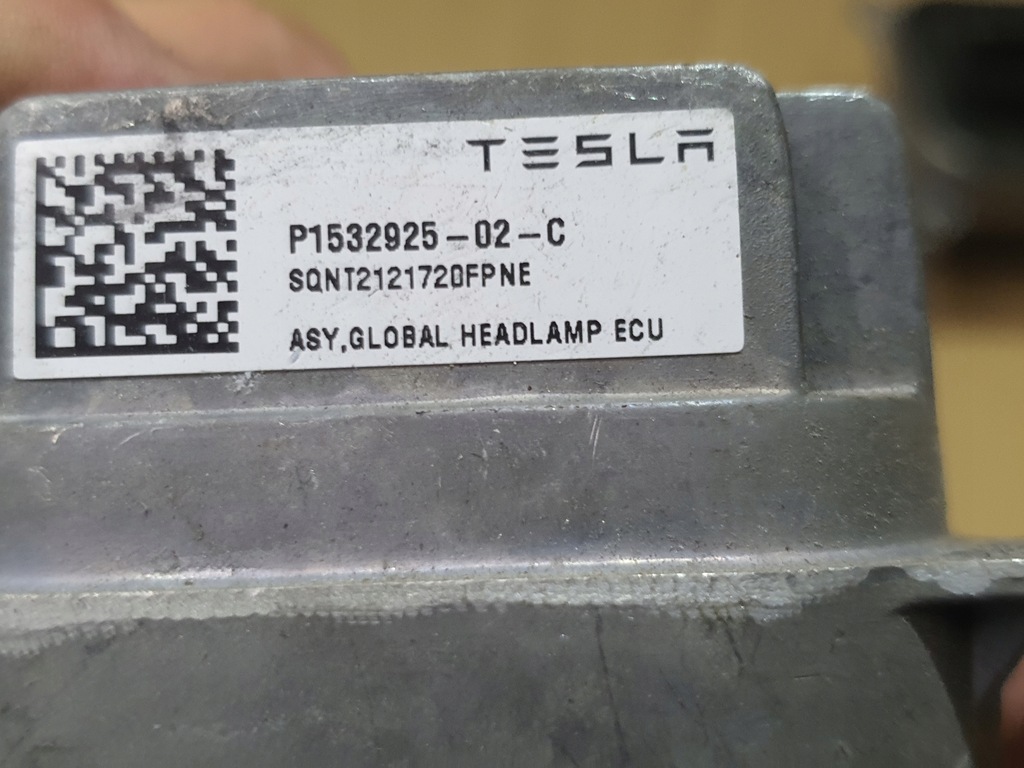 TESLA
P1532925-02-C
SQNT2121720FPNE
ASY,GLOBAL HEADLAMP ECU